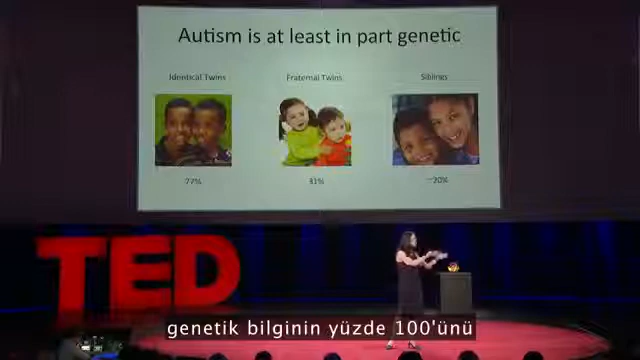 Autism is at least in part genetic
Identical Twins
Fraternal Twins
Siblings
77%
31%
~20%
TED
genetik bilginin yüzde 100'ünü